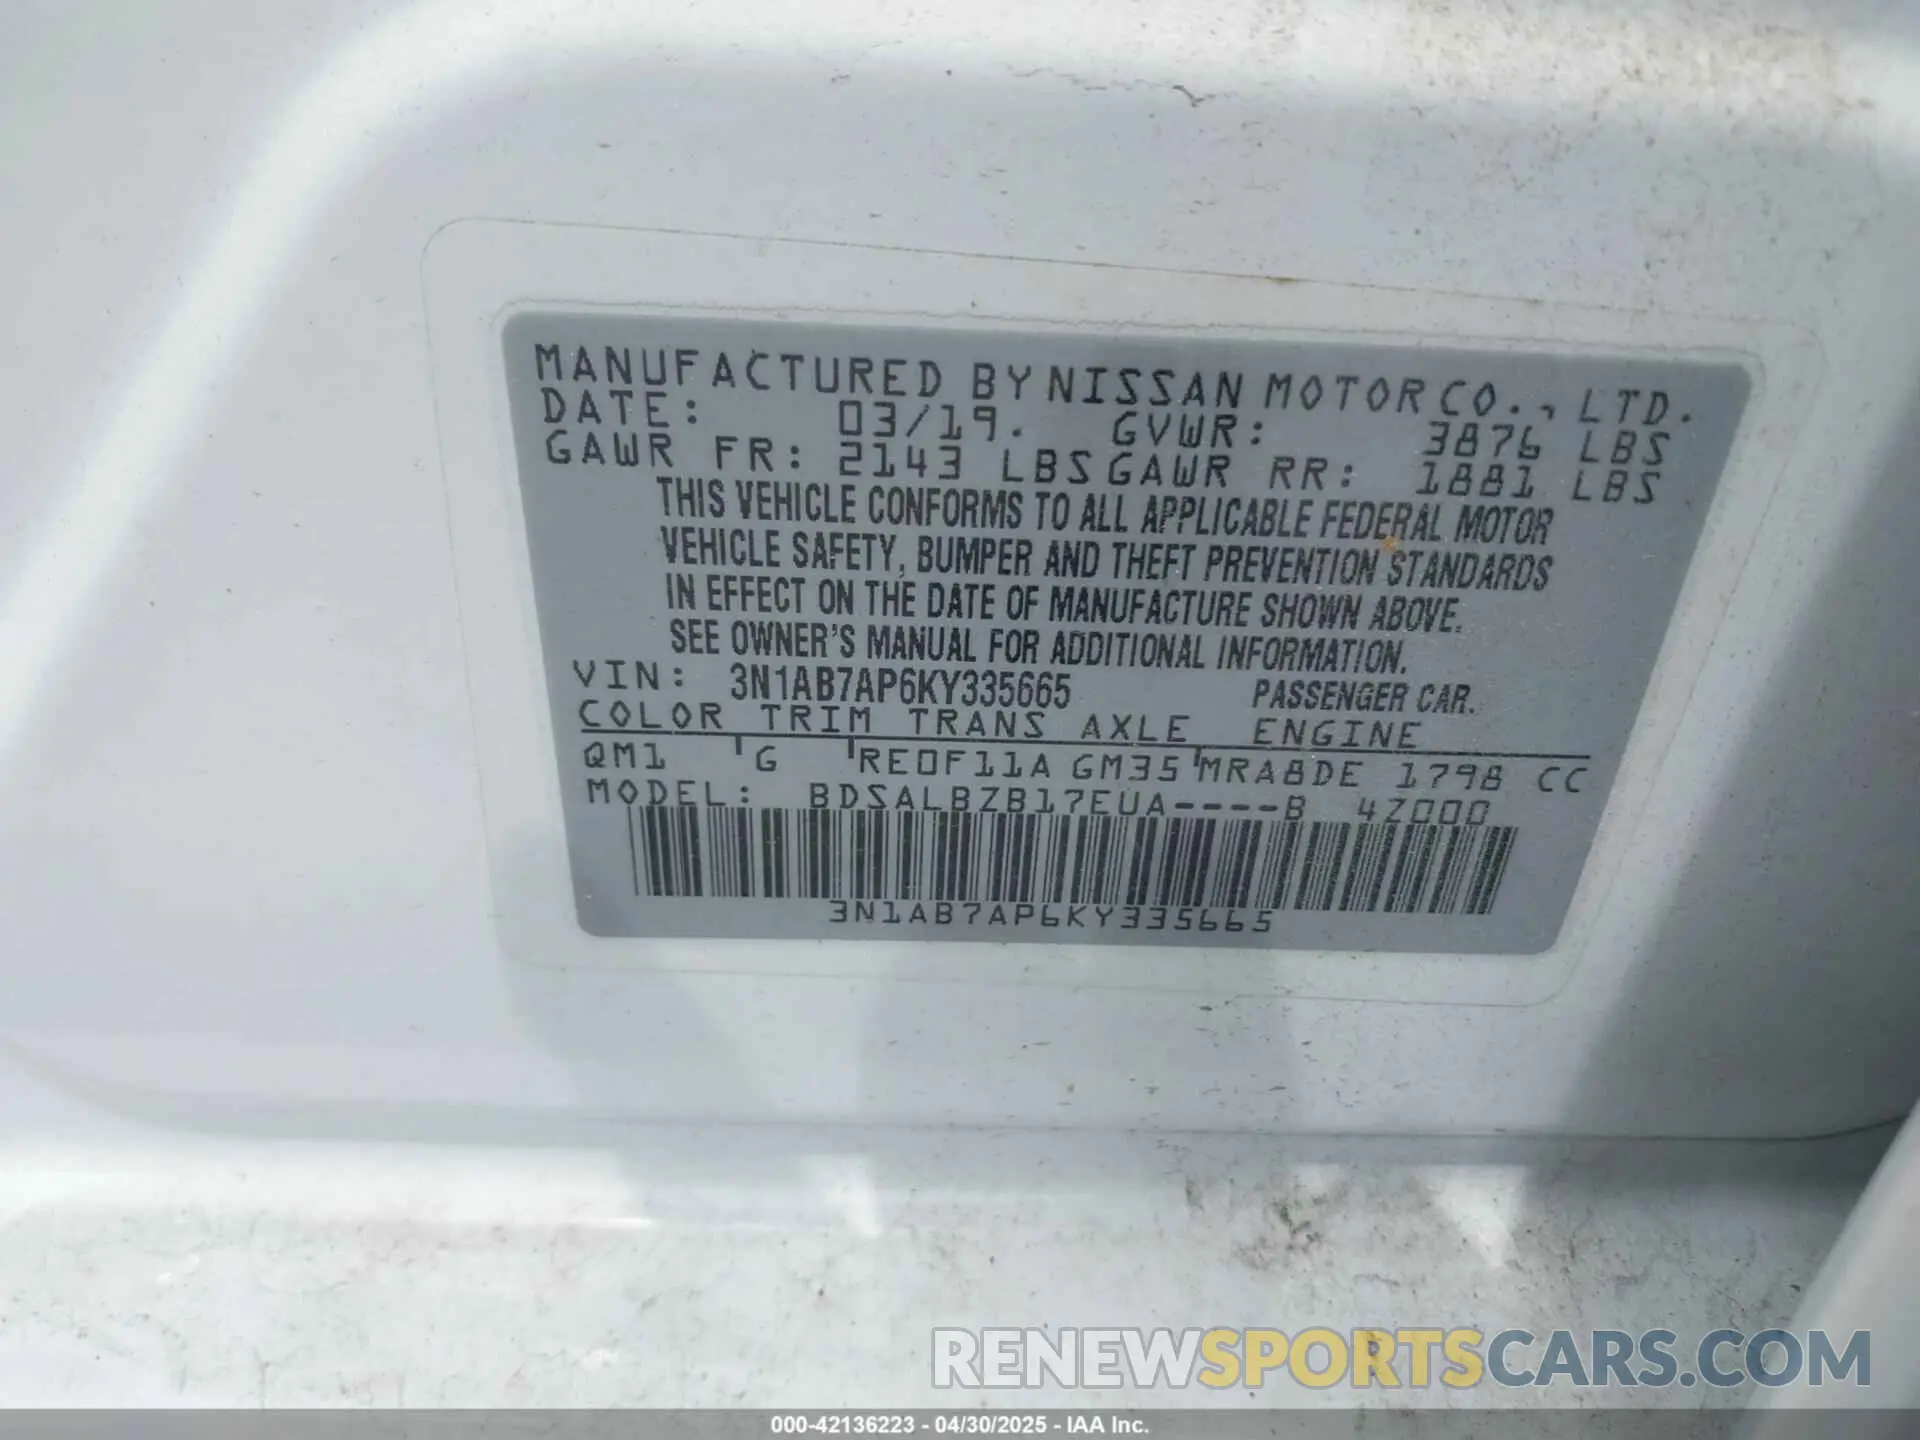 MANUFACTURED BY NISSAN MOTOR CO., LTD.
DATE: 03/19. GVWR: 3876 LBS
GAWR FR: 2143 LBS GAWR RR: 1881 LBS
THIS VEHICLE CONFORMS TO ALL APPLICABLE FEDERAL MOTOR
VEHICLE SAFETY, BUMPER AND THEFT PREVENTION STANDARDS
IN EFFECT ON THE DATE OF MANUFACTURE SHOWN ABOVE.
SEE OWNER'S MANUAL FOR ADDITIONAL INFORMATION.
VIN: 3N1AB7AP6KY335665 PASSENGER CAR.
COLOR TRIM TRANS AXLE ENGINE
QM1 G RE0F11A GM35 MRA8DE 1798 CC
MODEL: BDSALBZB17EUA----B 4Z000
3N1AB7AP6KY335665
RENEWSPORTSCARS.COM
000-42136223 - 04/30/2025 - IAA Inc.